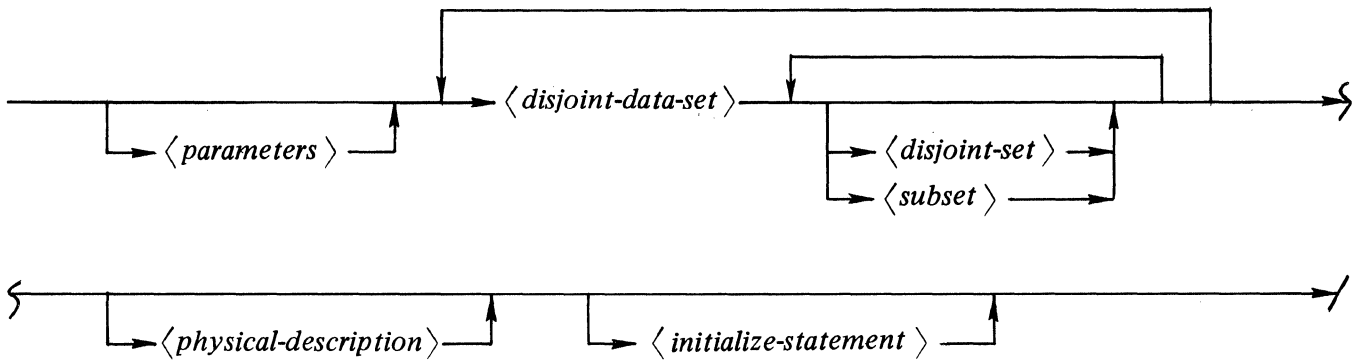 〈disjoint-data-set〉
〈parameters〉
〈disjoint-set〉
〈subset〉
〈physical-description〉
〈initialize-statement〉